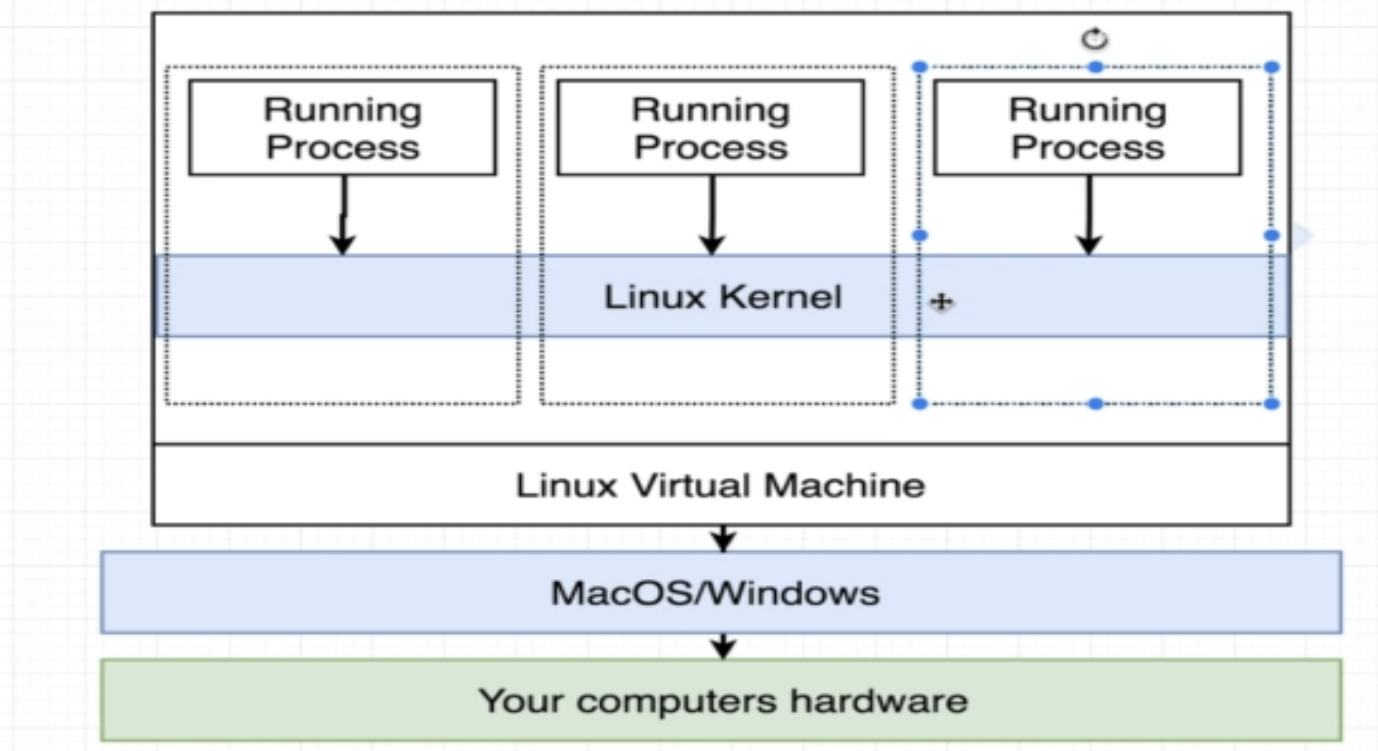 Running
Process
Running
Process
Running
Process
Linux Kernel
Linux Virtual Machine
MacOS/Windows
Your computers hardware